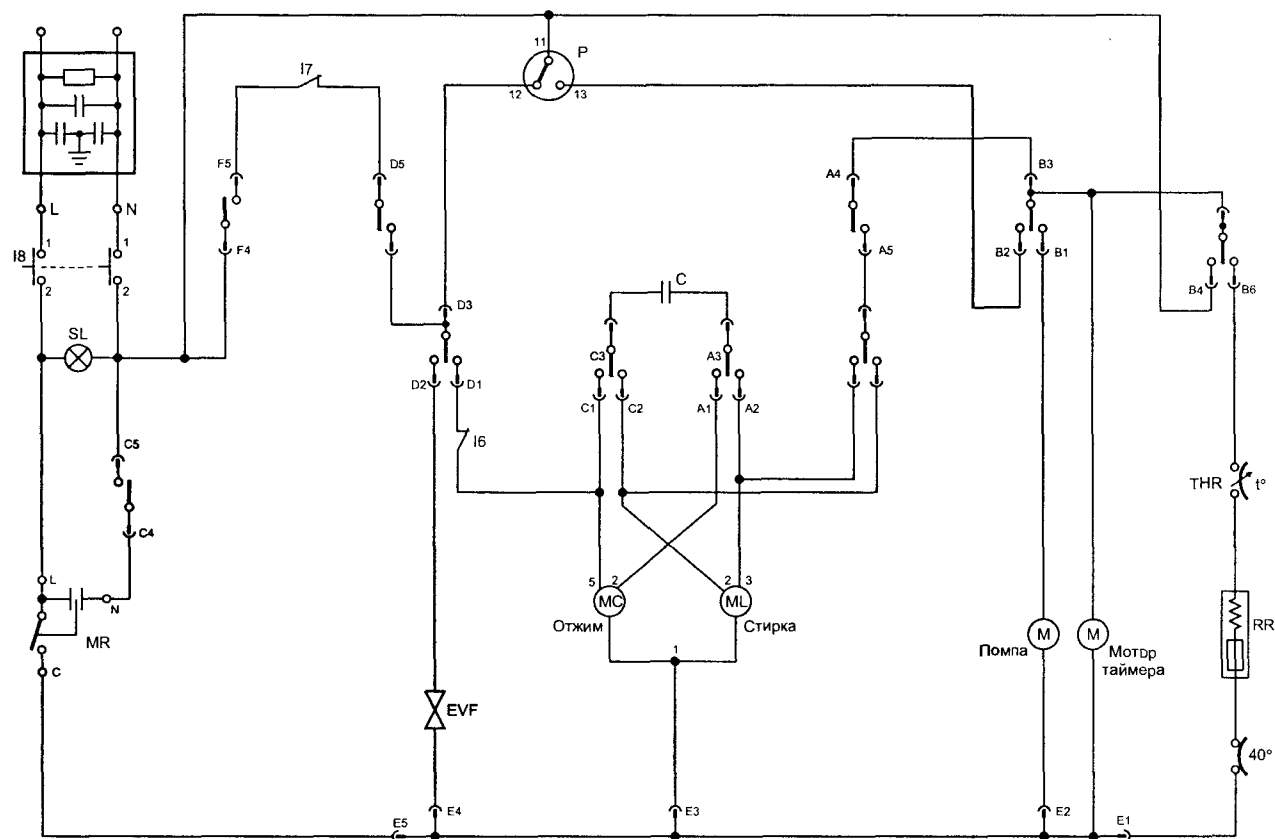 11
P
12
13
I7
F5
D5
A4
B3
L
N
I8
1
1
2
2
F4
A5
B2
B1
B4
B6
C
D3
SL
C3
A3
D2
D1
C1
C2
A1
A2
I6
C5
C4
THR
t°
L
N
MR
C
5
2
2
3
MC
ML
Отжим
Стирка
1
M
Помпа
M
Мотор
таймера
RR
EVF
40°
E5
E4
E3
E2
E1